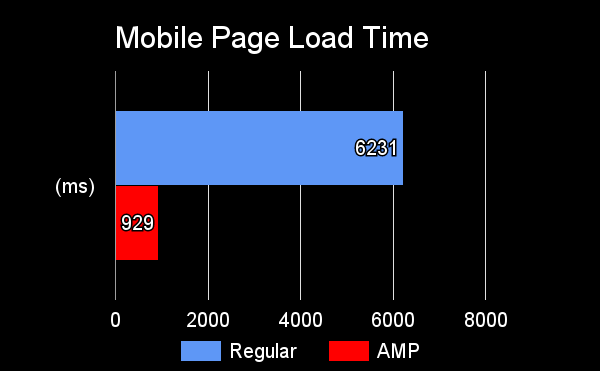 Mobile Page Load Time
6231
(ms)
929
0 2000 4000 6000 8000
Regular AMP